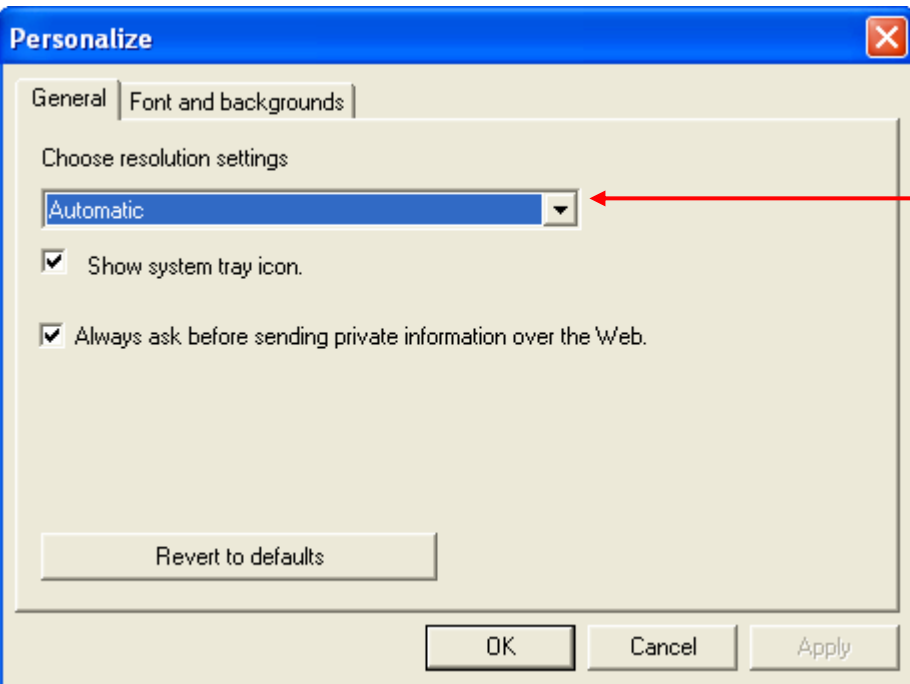 Personalize
General
Font and backgrounds
Choose resolution settings
Automatic
Show system tray icon.
Always ask before sending private information over the Web.
Revert to defaults
OK
Cancel
Apply